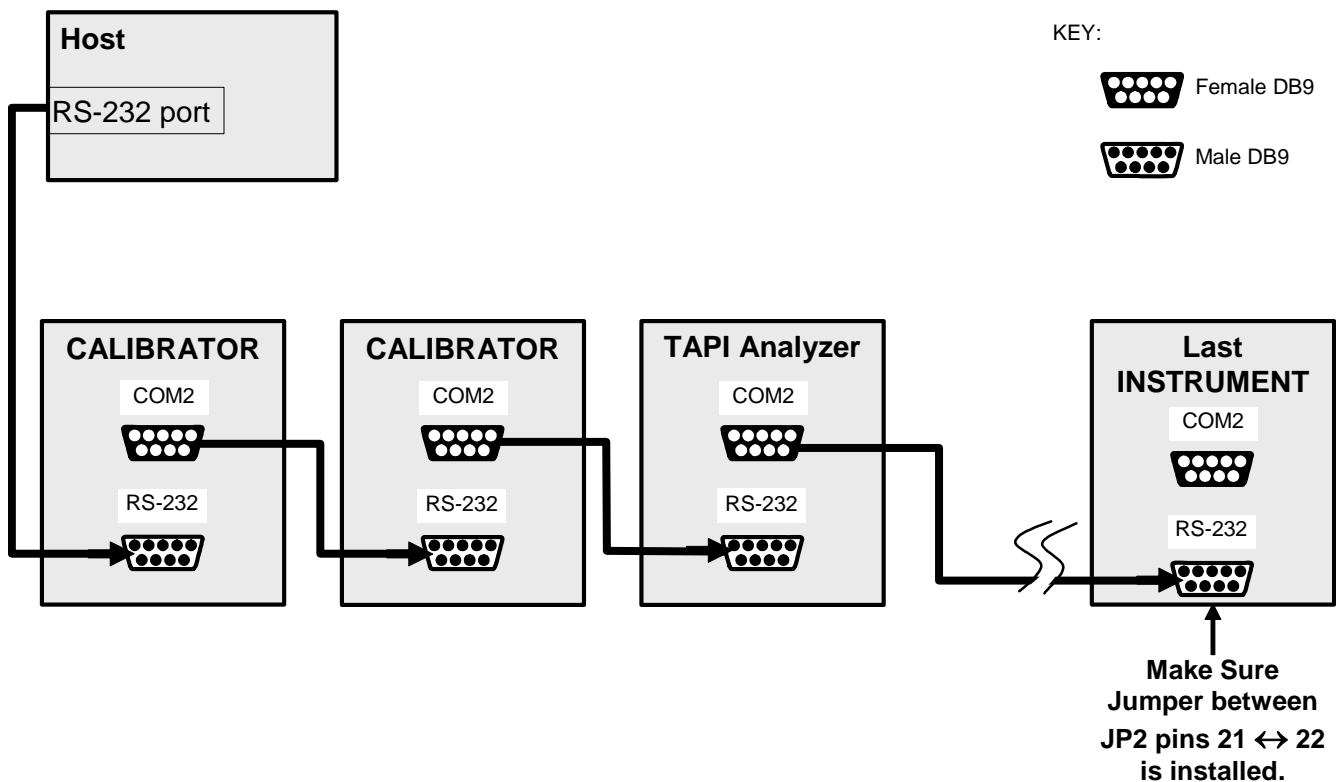 Host
RS-232 port
KEY:
Female DB9
Male DB9
CALIBRATOR
COM2
RS-232
CALIBRATOR
COM2
RS-232
TAPI Analyzer
COM2
RS-232
Last
INSTRUMENT
COM2
RS-232
Make Sure
Jumper between
JP2 pins 21 ↔ 22
is installed.